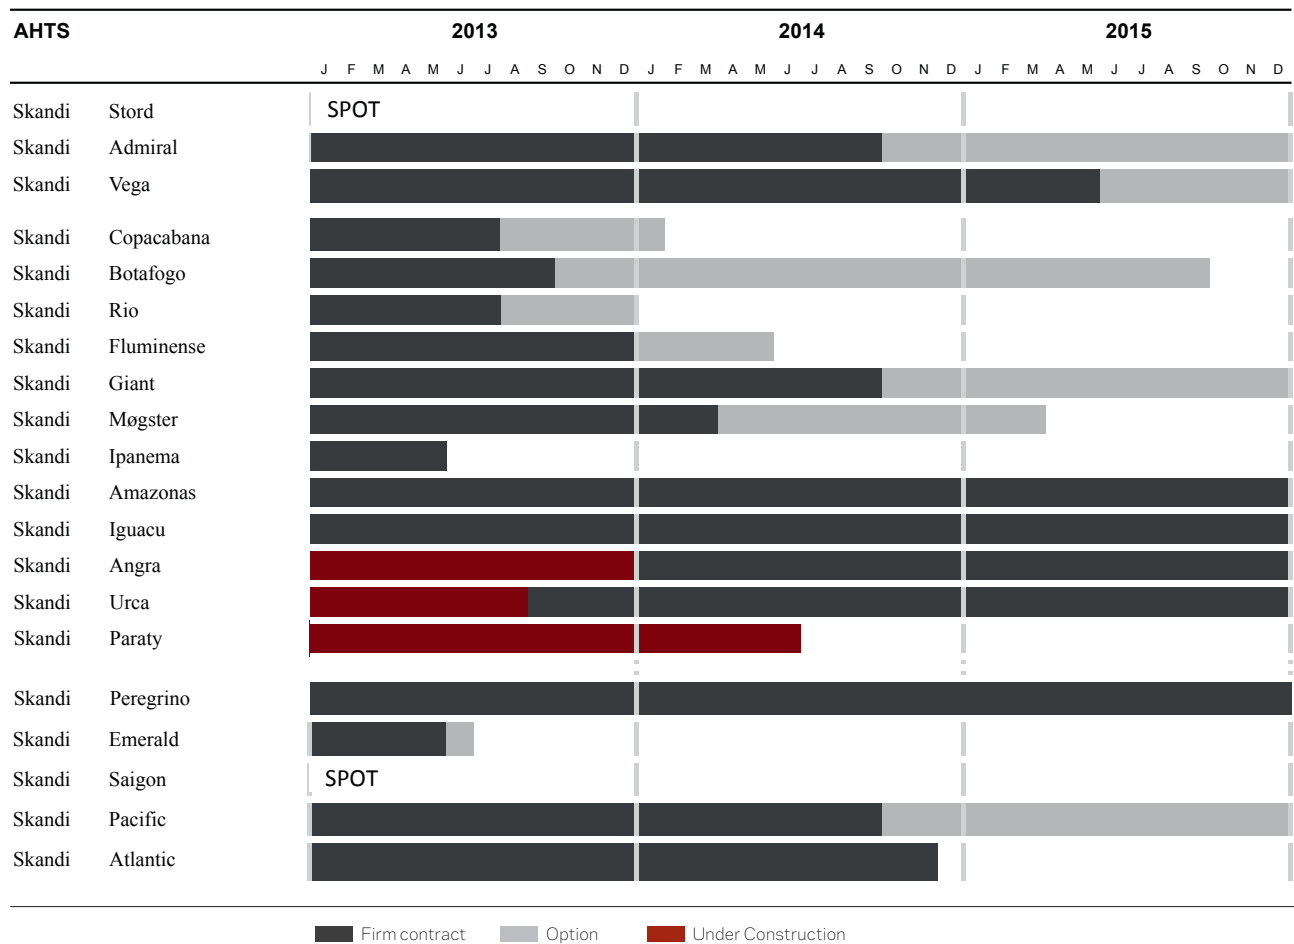 AHTS 2013 2014 2015
J F M A M J J A S O N D J F M A M J J A S O N D J F M A M J J A S O N D
Skandi Stord SPOT
Skandi Admiral
Skandi Vega
Skandi Copacabana
Skandi Botafogo
Skandi Rio
Skandi Fluminense
Skandi Giant
Skandi Møgster
Skandi Ipanema
Skandi Amazonas
Skandi Iguacu
Skandi Angra
Skandi Urca
Skandi Paraty
Skandi Peregrino
Skandi Emerald
Skandi Saigon SPOT
Skandi Pacific
Skandi Atlantic
Firm contract Option Under Construction